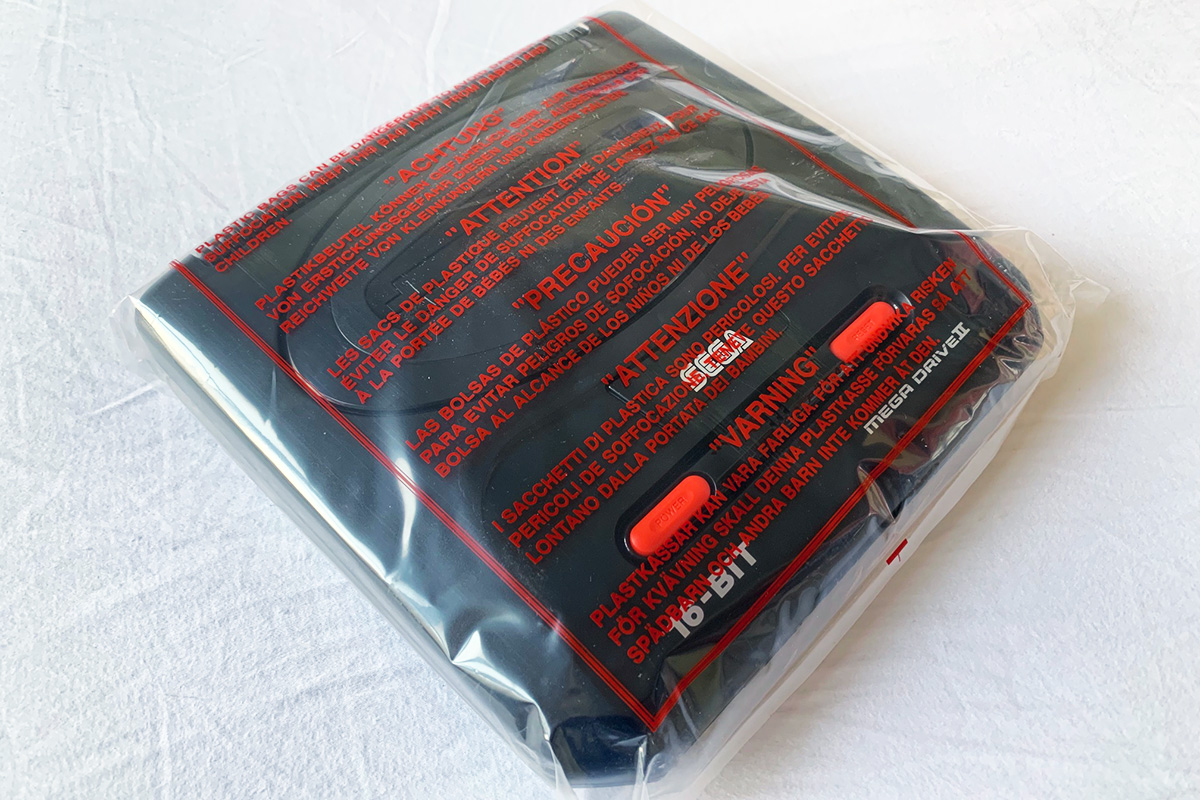 PLASTIC BAGS CAN BE DANGEROUS
CHILDREN
"ACHTUNG"
PLASTIKBEUTEL KÖNNEN GEFÄHRLICH SEIN.
VON ERSTICKUNGSGEFAHR DIESEN BEUTEL AUSSERHALB DER
REICHWEITE VON KLEINKINDERN UND KINDERN
"ATTENTION"
LES SACS DE PLASTIQUE PEUVENT ÊTRE DANGEREUX.
ÉVITER LE DANGER DE SUFFOCATION, NE LAISSEZ PAS CE SAC
À LA PORTÉE DE BÉBÉS NI DES ENFANTS.
"PRECAUCIÓN"
LAS BOLSAS DE PLÁSTICO PUEDEN SER MUY
PARA EVITAR PELIGROS DE SOFOCACIÓN, NO DEJE ESTA
BOLSA AL ALCANCE DE LOS NIÑOS NI DE LOS BEBÉS
"ATTENZIONE"
I SACCHETTI DI PLASTICA SONO PERICOLOSI. PER EVITARE
PERICOLI DE SOFFOCAZIONE QUESTO SACCHETTO
LONTANO DALLA PORTATA DEI BAMBINI.
SEGA
"VARNING!"
PLASTKASSAR KAN VARA FARLIGA FÖR ATT UNDVIKA RISKEN
FÖR KVÄVNING SKALL DENNA PLASTKASSE FÖRVARAS SÅ ATT
SPÄDBARN OCH ANDRA BARN INTE KOMMER ÅT DEN.
POWER
MEGA DRIVE II
16-BIT